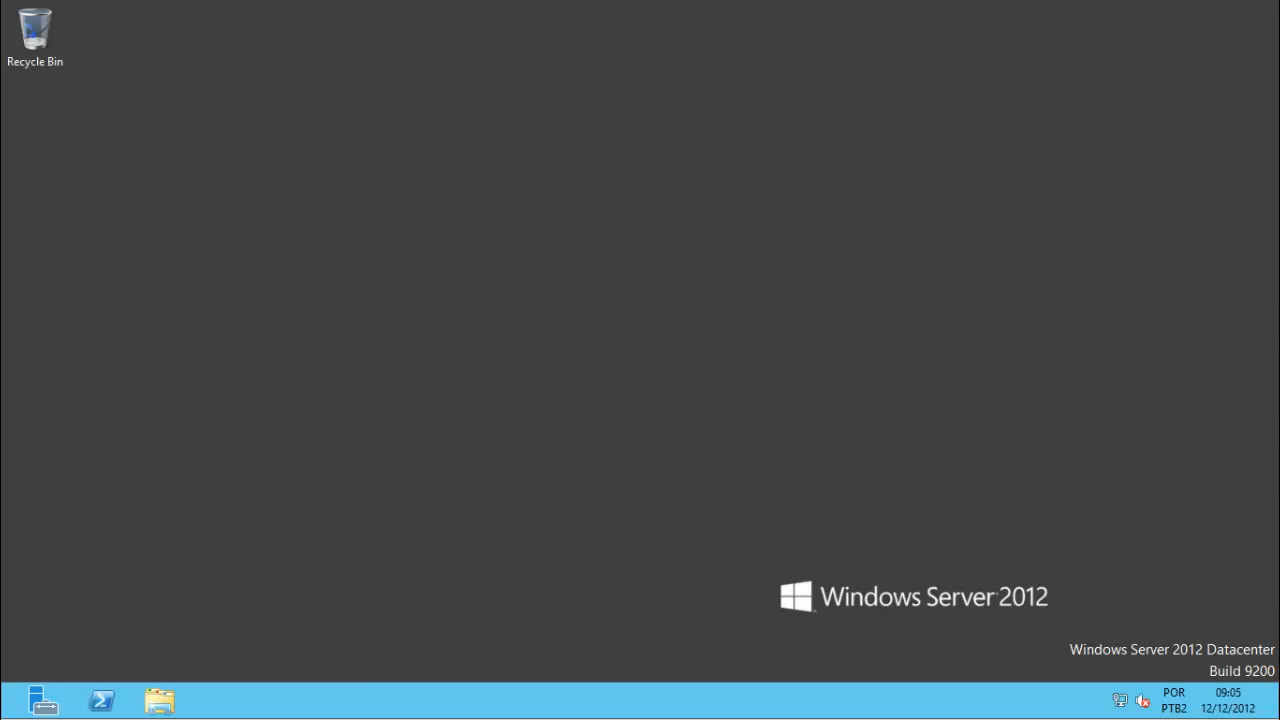 Recycle Bin
Windows Server 2012
Windows Server 2012 Datacenter
Build 9200
POR
PTB2
09:05
12/12/2012